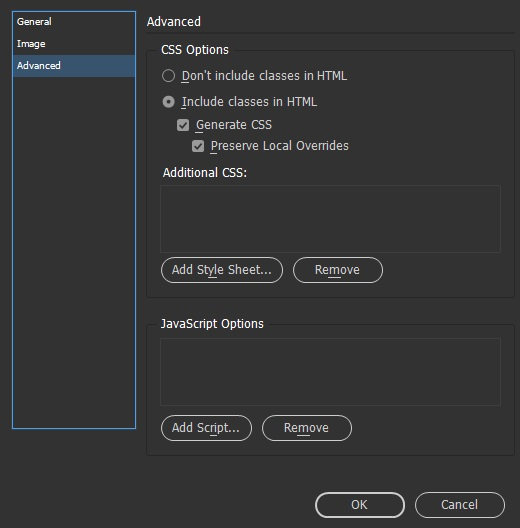 General
Image
Advanced
Advanced
CSS Options
Don't include classes in HTML
Include classes in HTML
Generate CSS
Preserve Local Overrides
Additional CSS:
Add Style Sheet... Remove
JavaScript Options
Add Script... Remove
OK Cancel